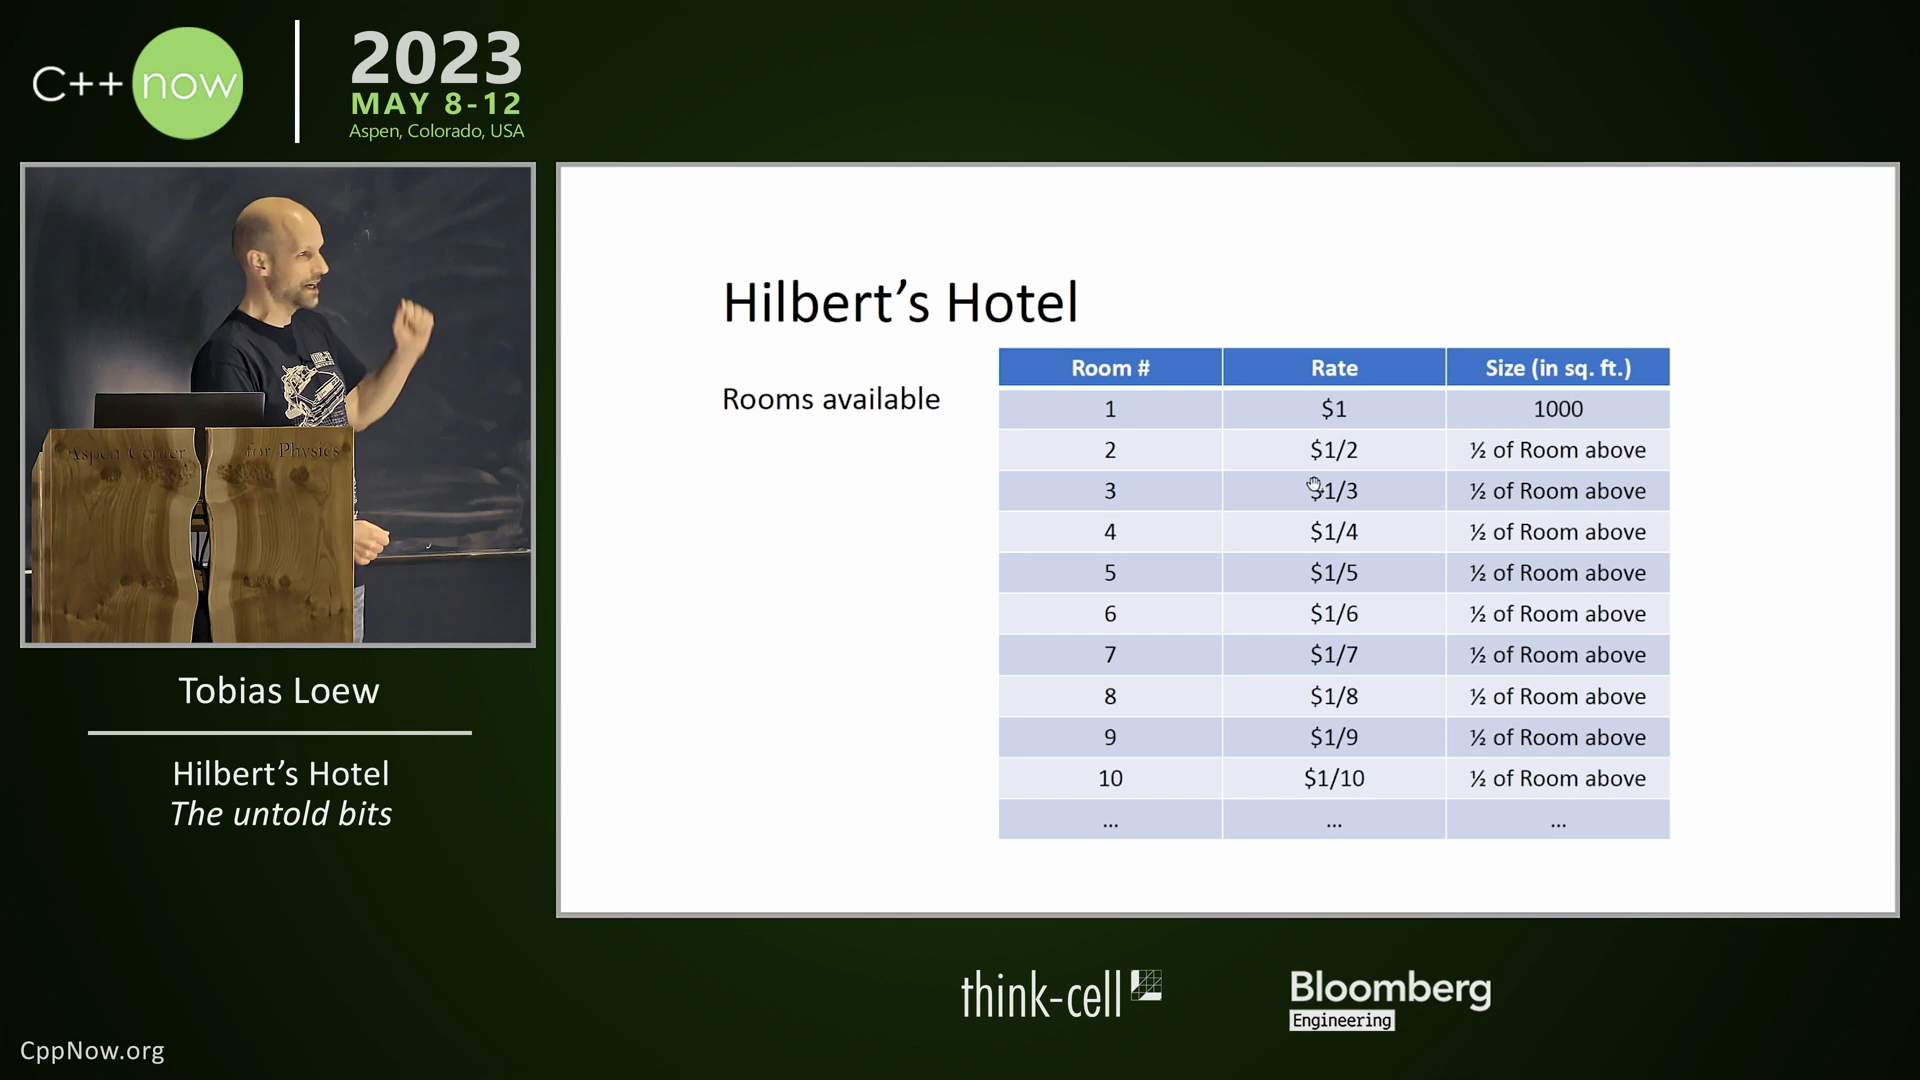 C++ now
2023
MAY 8-12
Aspen, Colorado, USA
Aspen Center for Physics
Tobias Loew
Hilbert’s Hotel
The untold bits
Hilbert’s Hotel
Rooms available
Room # Rate Size (in sq. ft.)
1 $1 1000
2 $1/2 ½ of Room above
3 $1/3 ½ of Room above
4 $1/4 ½ of Room above
5 $1/5 ½ of Room above
6 $1/6 ½ of Room above
7 $1/7 ½ of Room above
8 $1/8 ½ of Room above
9 $1/9 ½ of Room above
10 $1/10 ½ of Room above
... ... ...
think-cell
Bloomberg
Engineering
CppNow.org